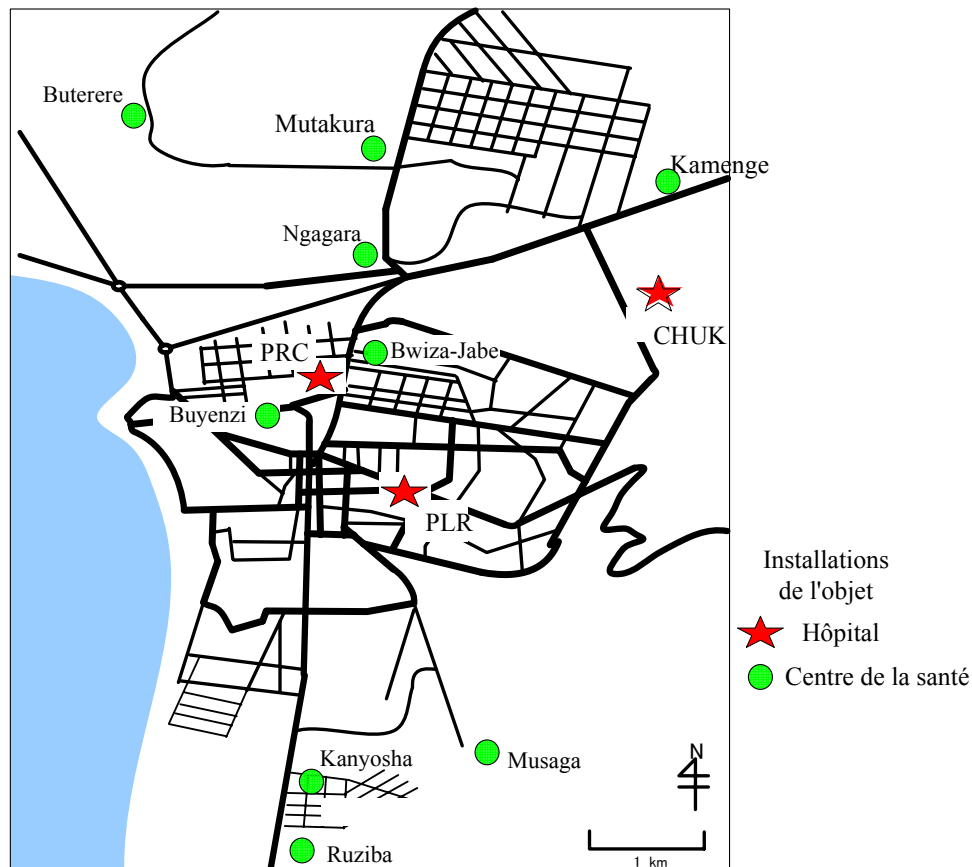 Buterere
Mutakura
Kamenge
Ngagara
CHUK
PRC
Bwiza-Jabe
Buyenzi
PLR
Installations
de l'objet
Hôpital
Centre de la santé
Kanyosha
Musaga
N
Ruziba
1 km